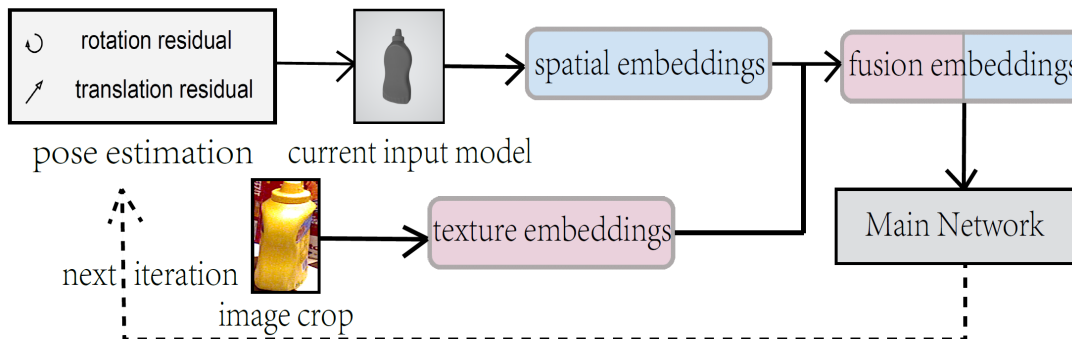 rotation residual
translation residual
spatial embeddings
fusion embeddings
pose estimation
current input model
texture embeddings
Main Network
next iteration
image crop